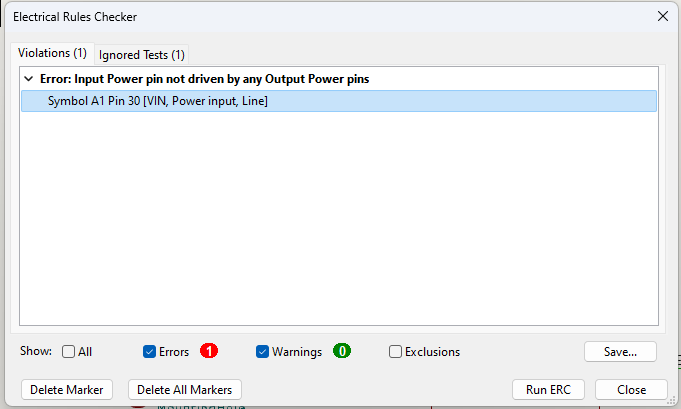 Electrical Rules Checker
Violations (1) Ignored Tests (1)
Error: Input Power pin not driven by any Output Power pins
Symbol A1 Pin 30 [VIN, Power input, Line]
Show: All Errors 1 Warnings 0 Exclusions Save...
Delete Marker Delete All Markers Run ERC Close